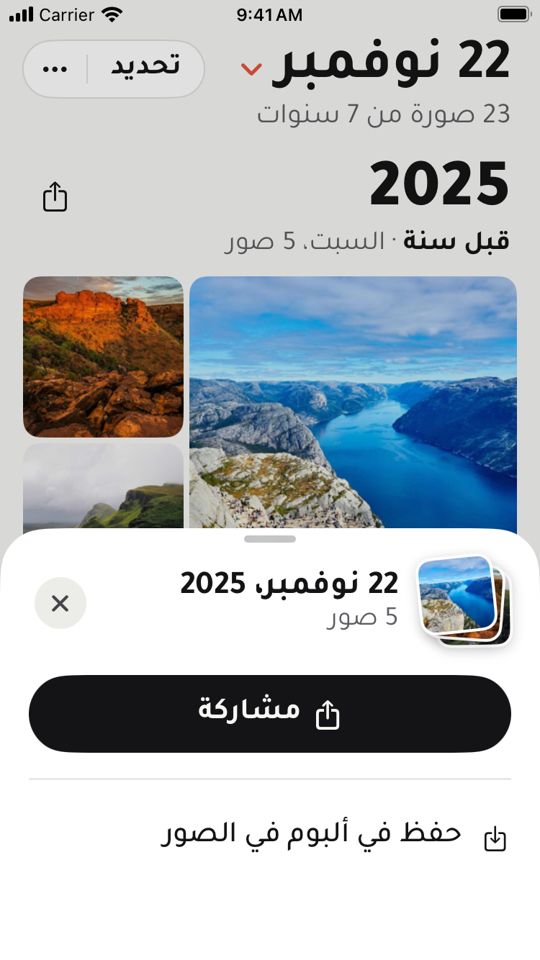 Carrier 9:41 AM
22 نوفمبر
تحديد
23 صورة من 7 سنوات
2025
قبل سنة · السبت، 5 صور
22 نوفمبر، 2025
5 صور
مشاركة
حفظ في ألبوم في الصور